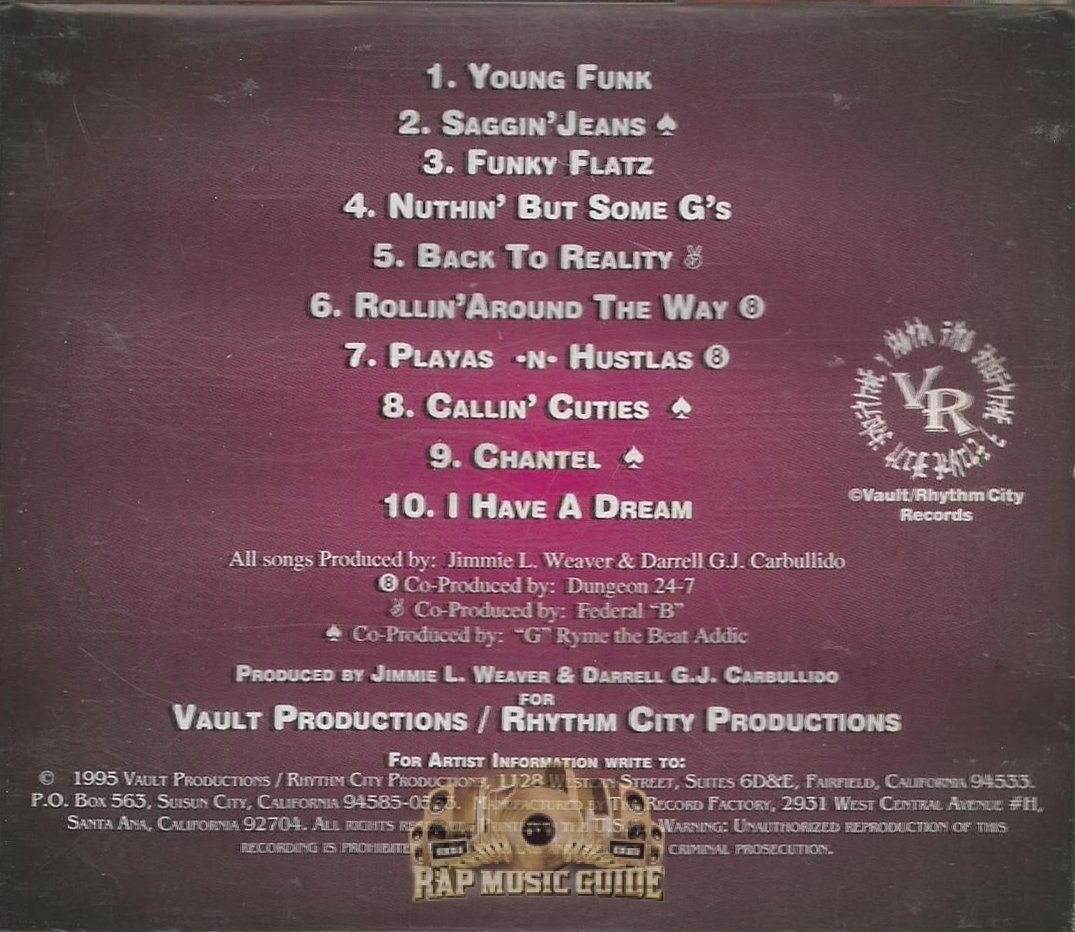 1. YOUNG FUNK
2. SAGGIN'JEANS ♠
3. FUNKY FLATZ
4. NUTHIN' BUT SOME G'S
5. BACK TO REALITY ✌
6. ROLLIN'AROUND THE WAY ➑
7. PLAYAS -N- HUSTLAS ➑
8. CALLIN' CUTIES ♠
9. CHANTEL ♠
10. I HAVE A DREAM
VR
©Vault/Rhythm City
Records
All songs Produced by: Jimmie L. Weaver & Darrell G.J. Carbullido
➑ Co-Produced by: Dungeon 24-7
✌ Co-Produced by: Federal "B"
♠ Co-Produced by: "G" Ryme the Beat Addic
PRODUCED BY JIMMIE L. WEAVER & DARRELL G.J. CARBULLIDO
FOR
VAULT PRODUCTIONS / RHYTHM CITY PRODUCTIONS
FOR ARTIST INFORMATION WRITE TO:
© 1995 VAULT PRODUCTIONS / RHYTHM CITY PRODUCTIONS, 1128 STREET, SUITES 6D&E, FAIRFIELD, CALIFORNIA 94533.
P.O. BOX 563, SUISUN CITY, CALIFORNIA MANUFACTURED BY RECORD FACTORY, 2931 WEST CENTRAL AVENUE #H,
SANTA ANA, CALIFORNIA 92704. ALL RIGHTS WARNING: UNAUTHORIZED REPRODUCTION OF THIS
RECORDING IS CRIMINAL PROSECUTION.
RAP MUSIC GUIDE